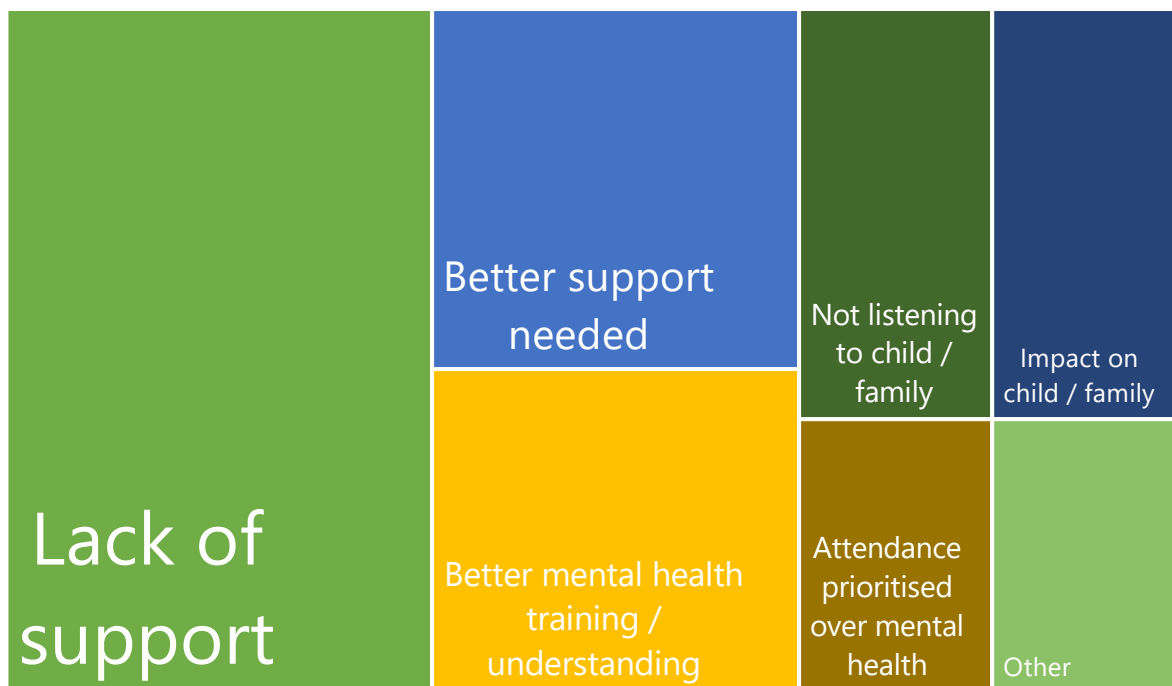 Lack of
support
Better support
needed
Better mental health
training /
understanding
Not listening
to child /
family
Impact on
child / family
Attendance
prioritised
over mental
health
Other